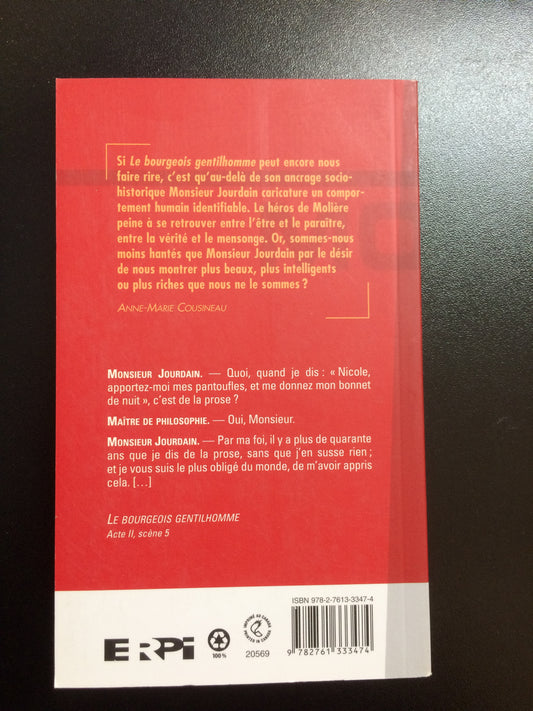 Si Le bourgeois gentilhomme peut encore nous
faire rire, c'est qu'au-delà de son ancrage socio-
historique Monsieur Jourdain caricature un compor-
tement humain identifiable. Le héros de Molière
peine à se retrouver entre l'être et le paraître,
entre la vérité et le mensonge. Or, sommes-nous
moins hantés que Monsieur Jourdain par le désir
de nous montrer plus beaux, plus intelligents
ou plus riches que nous ne le sommes ?
ANNE-MARIE COUSINEAU
MONSIEUR JOURDAIN. — Quoi, quand je dis : « Nicole,
apportez-moi mes pantoufles, et me donnez mon bonnet
de nuit », c'est de la prose ?
MAÎTRE DE PHILOSOPHIE. — Oui, Monsieur.
MONSIEUR JOURDAIN. — Par ma foi, il y a plus de quarante
ans que je dis de la prose, sans que j'en susse rien ;
et je vous suis le plus obligé du monde, de m'avoir appris
cela. […]
LE BOURGEOIS GENTILHOMME
Acte II, scène 5
ISBN 978-2-7613-3347-4
ERPI
100 %
IMPRIMÉ AU CANADA
PRINTED IN CANADA
20569
9 782761 333474